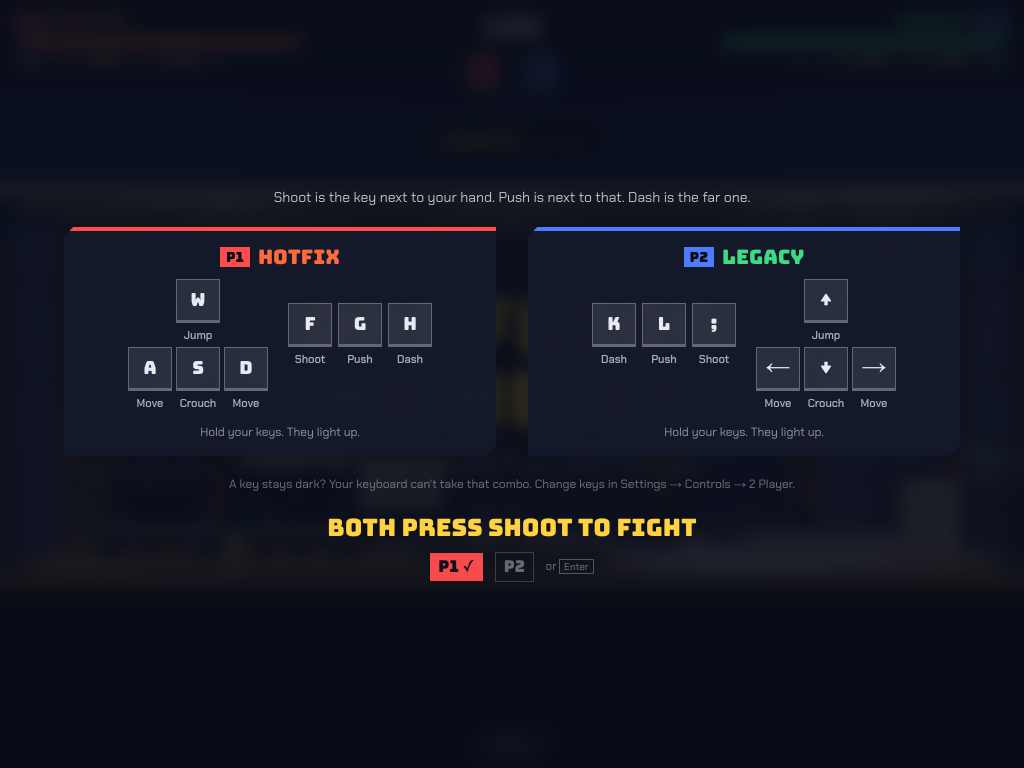 Shoot is the key next to your hand. Push is next to that. Dash is the far one.
P1 HOTFIX
W
Jump
F G H
Shoot Push Dash
A S D
Move Crouch Move
Hold your keys. They light up.
P2 LEGACY
↑
Jump
K L ;
Dash Push Shoot
← ↓ →
Move Crouch Move
Hold your keys. They light up.
A key stays dark? Your keyboard can't take that combo. Change keys in Settings → Controls → 2 Player.
BOTH PRESS SHOOT TO FIGHT
P1 ✓ P2 or Enter